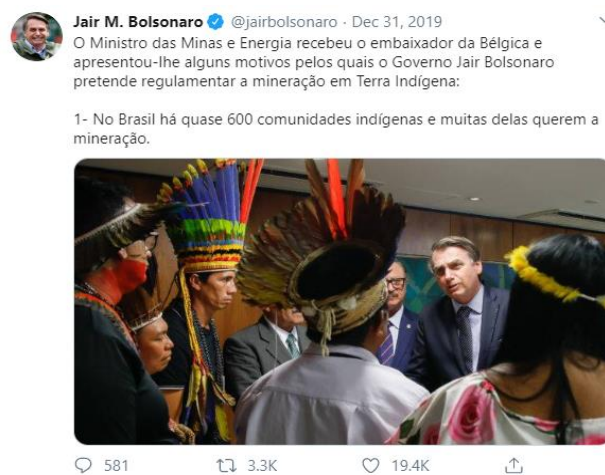 Jair M. Bolsonaro @jairbolsonaro · Dec 31, 2019
O Ministro das Minas e Energia recebeu o embaixador da Bélgica e
apresentou-lhe alguns motivos pelos quais o Governo Jair Bolsonaro
pretende regulamentar a mineração em Terra Indígena:
1- No Brasil há quase 600 comunidades indígenas e muitas delas querem a
mineração.
581 3.3K 19.4K